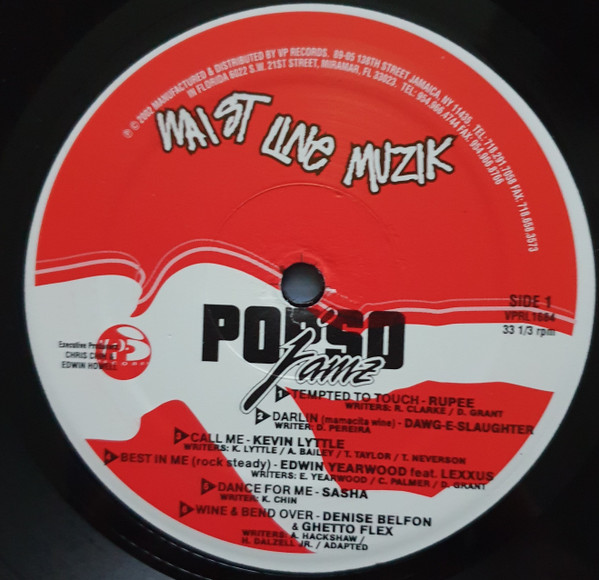 ℗ © 2002 MANUFACTURED & DISTRIBUTED BY VP RECORDS. 89-05 138TH STREET JAMAICA, NY 11435, TEL: 718.291.7058 FAX: 718.658.3573
IN FLORIDA 6022 S.W. 21ST STREET, MIRAMAR, FL 33023. TEL: 954.966.4744 FAX: 954.966.8766
WAIST LINE MUZIK
SIDE 1
VPRL1684
33 1/3 rpm
POP'SO
jamz
Executive Producers
CHRIS CHIN &
EDWIN HOWELL
1 TEMPTED TO TOUCH - RUPEE
WRITERS: R. CLARKE / D. GRANT
2 DARLIN (mamacita wine) - DAWG-E-SLAUGHTER
WRITER: D. PEREIRA
3 CALL ME - KEVIN LYTTLE
WRITERS: K. LYTTLE / A. BAILEY / T. TAYLOR / T. NEVERSON
4 BEST IN ME (rock steady) - EDWIN YEARWOOD feat. LEXXUS
WRITERS: E. YEARWOOD / C. PALMER / D. GRANT
5 DANCE FOR ME - SASHA
WRITER: K. CHIN
6 WINE & BEND OVER - DENISE BELFON
& GHETTO FLEX
WRITERS: A. HACKSHAW /
H. DALZELL JR. / ADAPTED